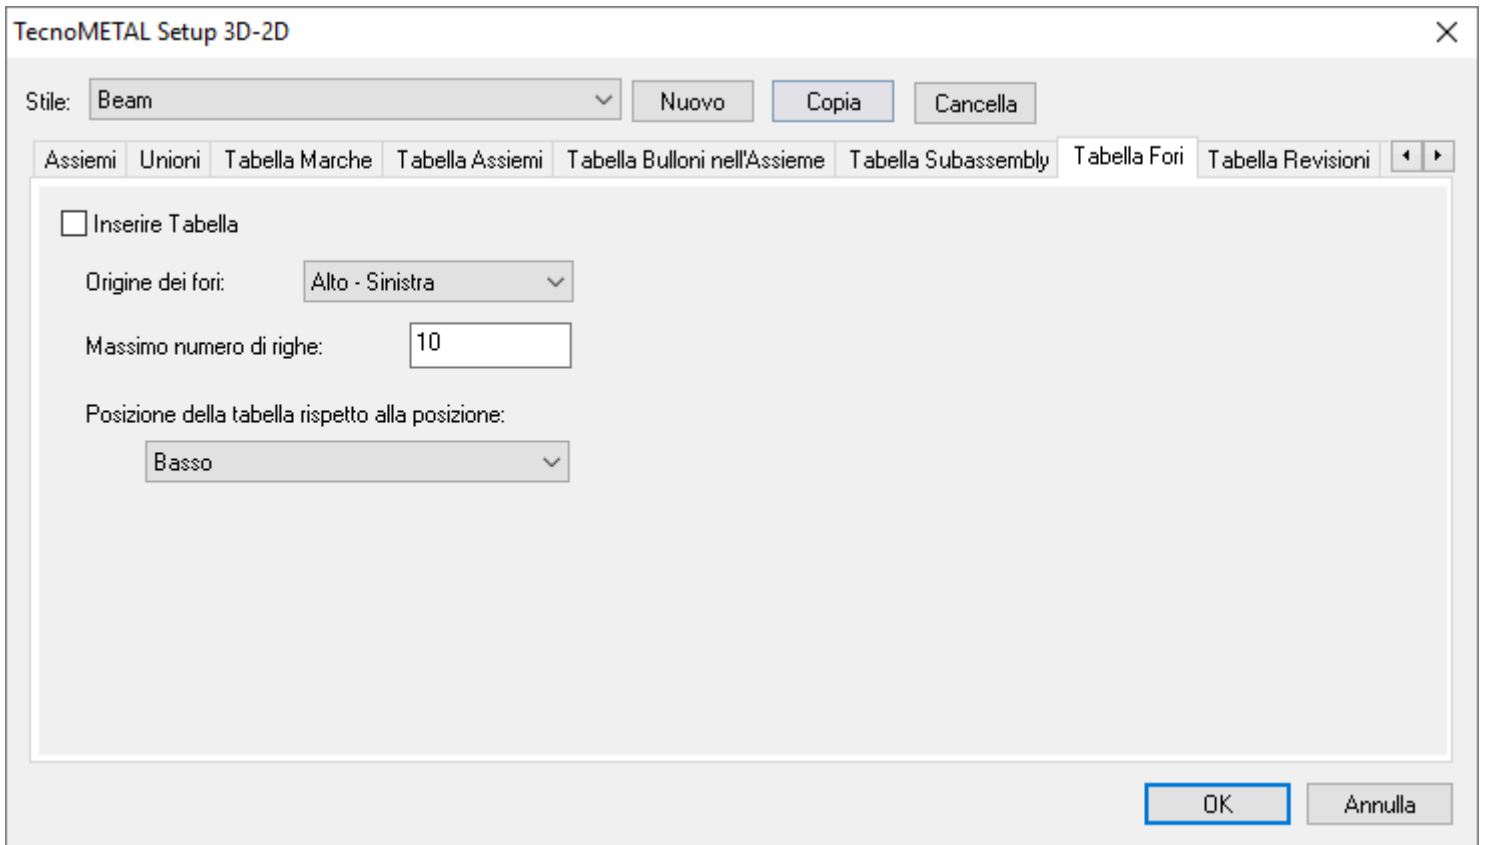 TecnoMETAL Setup 3D-2D
Stile: Beam Nuovo Copia Cancella
Assiemi Unioni Tabella Marche Tabella Assiemi Tabella Bulloni nell'Assieme Tabella Subassembly Tabella Fori Tabella Revisioni
Inserire Tabella
Origine dei fori: Alto - Sinistra
Massimo numero di righe: 10
Posizione della tabella rispetto alla posizione:
Basso
OK Annulla